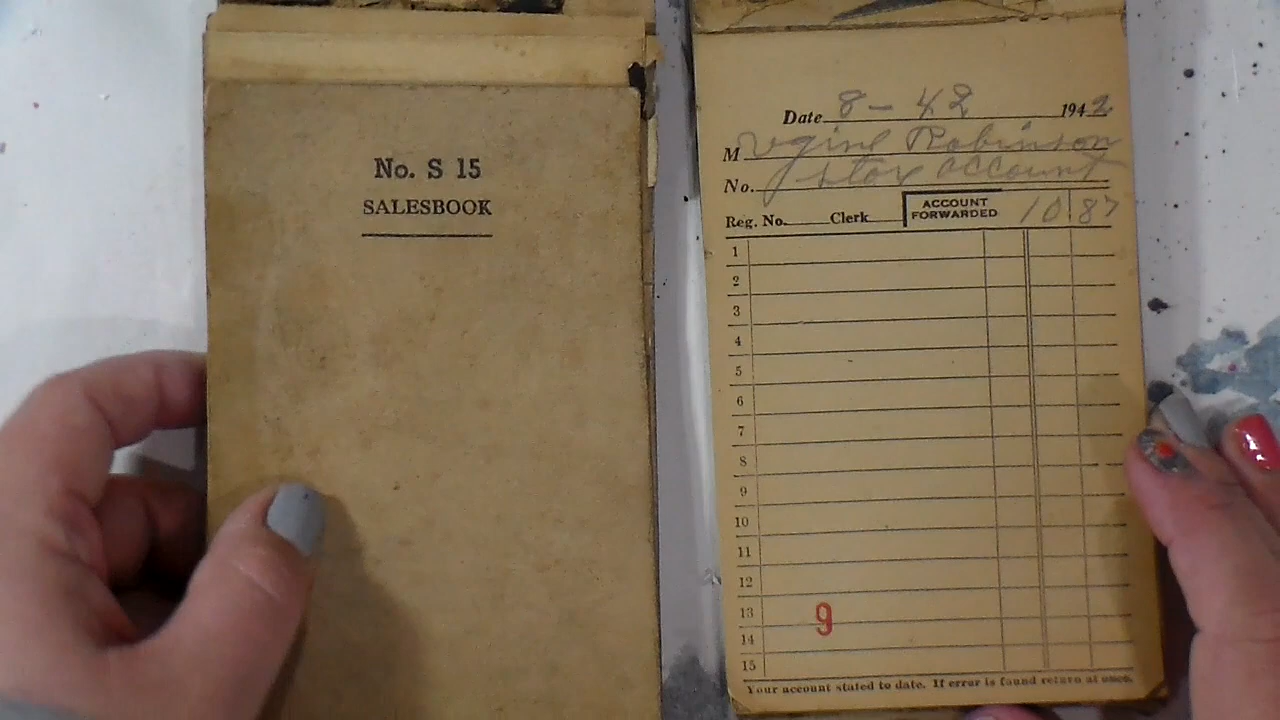 No. S 15
SALESBOOK
Date 8 - 42 1942
M Robinson
No. account
Reg. No. Clerk ACCOUNT FORWARDED 10 87
1
2
3
4
5
6
7
8
9
10
11
12
13
9
14
15
Your account stated to date. If error is found return at once.